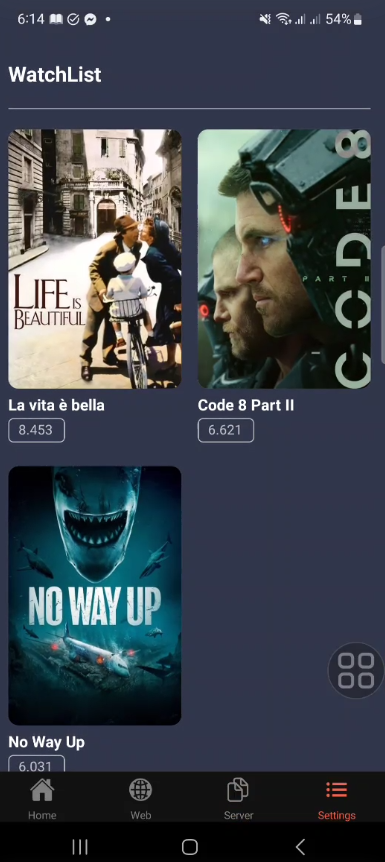 6:14
54%
WatchList
LIFE IS
BEAUTIFUL
CODE 8
PART II
La vita è bella
Code 8 Part II
8.453
6.621
NO WAY UP
No Way Up
6.031
Home
Web
Server
Settings